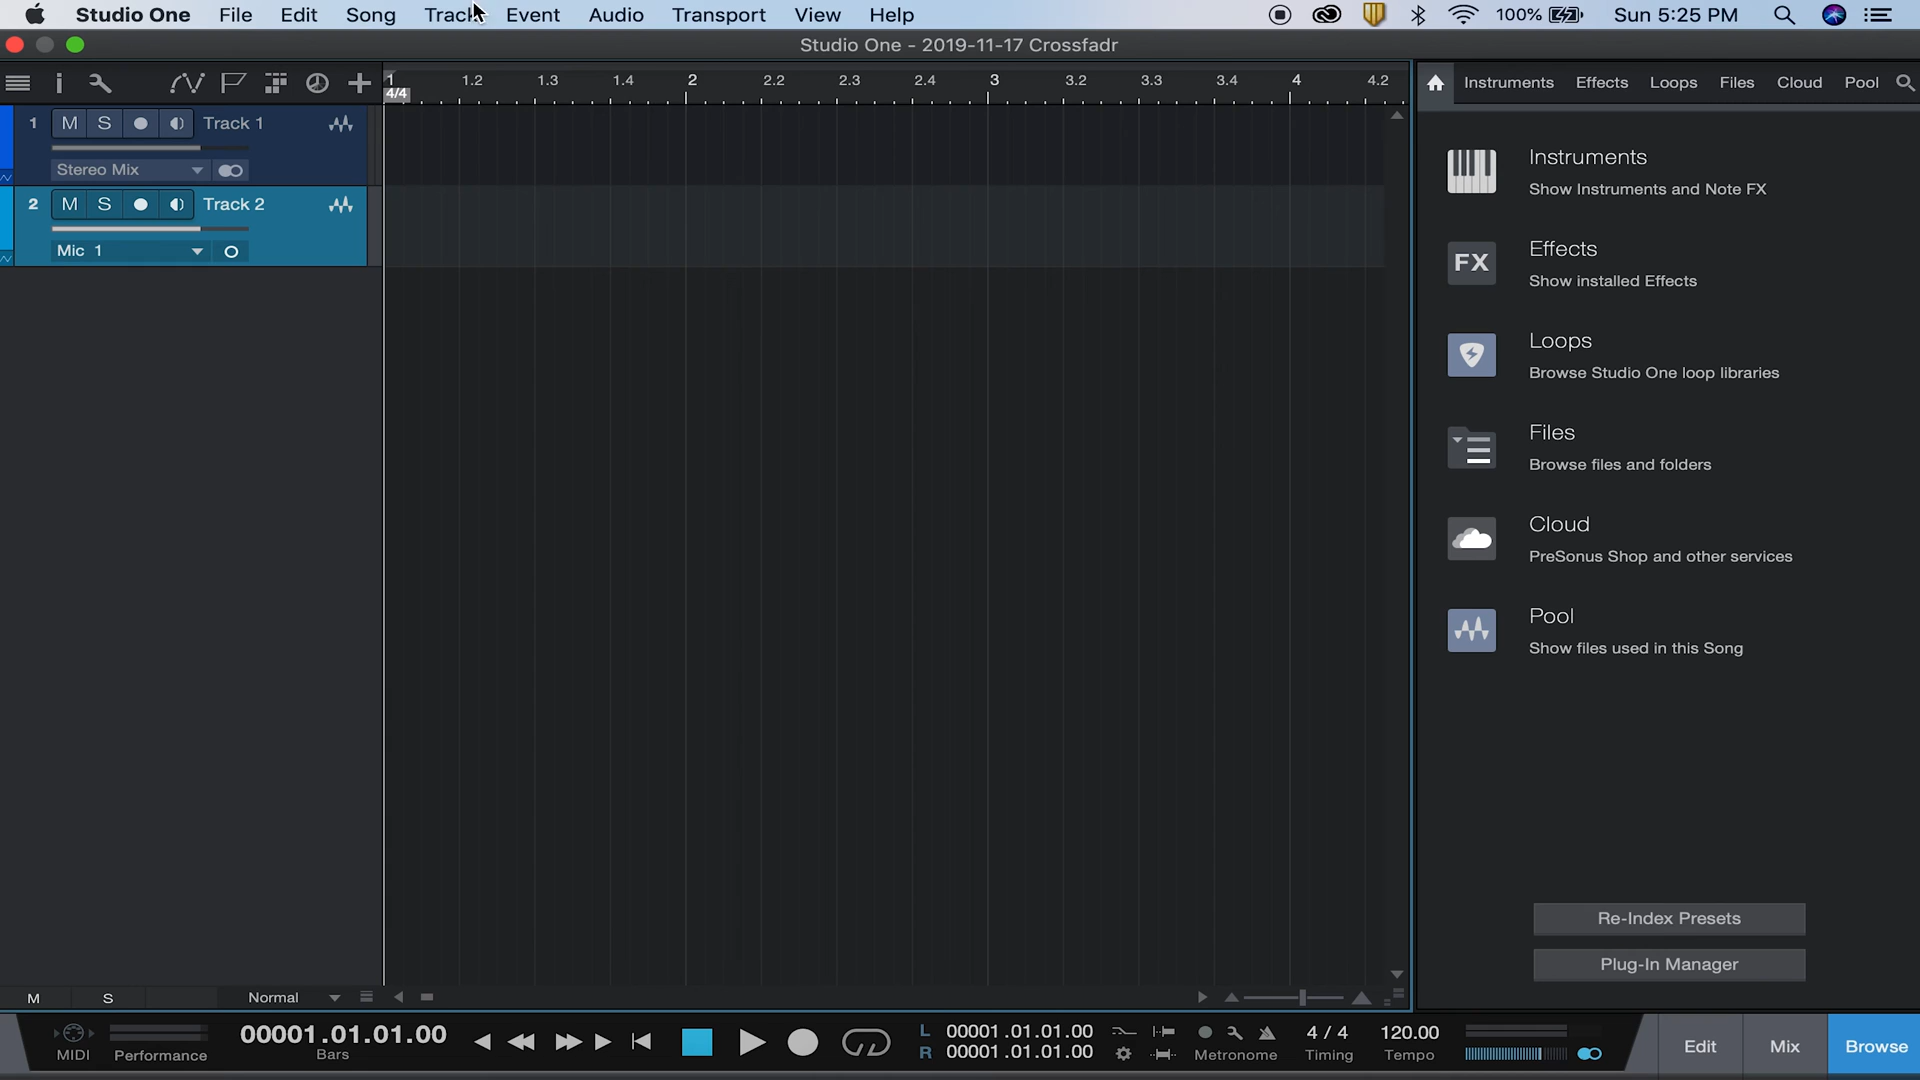 Studio One File Edit Song Track Event Audio Transport View Help 100% Sun 5:25 PM
Studio One - 2019-11-17 Crossfadr
1 1.2 1.3 1.4 2 2.2 2.3 2.4 3 3.2 3.3 3.4 4 4.2
4/4
Instruments Effects Loops Files Cloud Pool
1 M S Track 1
Stereo Mix
2 M S Track 2
Mic 1
Instruments
Show Instruments and Note FX
FX
Effects
Show installed Effects
Loops
Browse Studio One loop libraries
Files
Browse files and folders
Cloud
PreSonus Shop and other services
Pool
Show files used in this Song
Re-Index Presets
Plug-In Manager
M S Normal
MIDI
Performance
00001.01.01.00
Bars
L 00001.01.01.00
R 00001.01.01.00
Metronome
4 / 4
Timing
120.00
Tempo
Edit Mix Browse